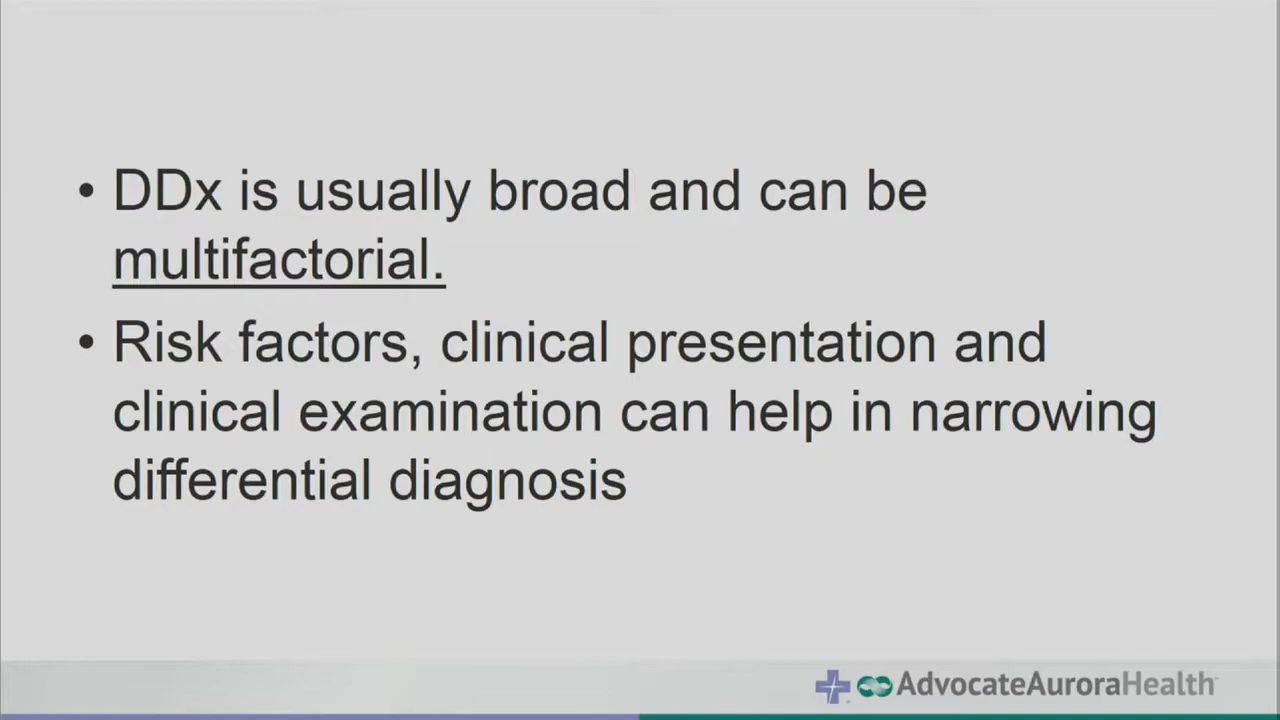 • DDx is usually broad and can be
multifactorial.
• Risk factors, clinical presentation and
clinical examination can help in narrowing
differential diagnosis
AdvocateAuroraHealth